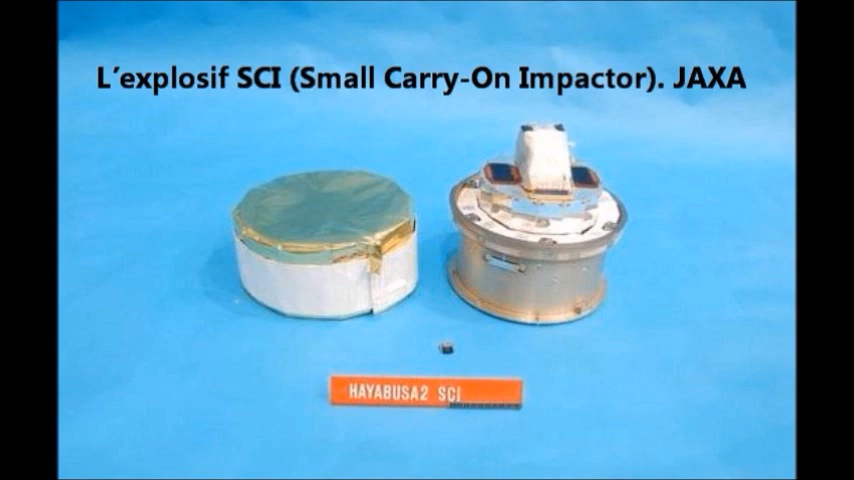 L'explosif SCI (Small Carry-On Impactor). JAXA
HAYABUSA2 SCI